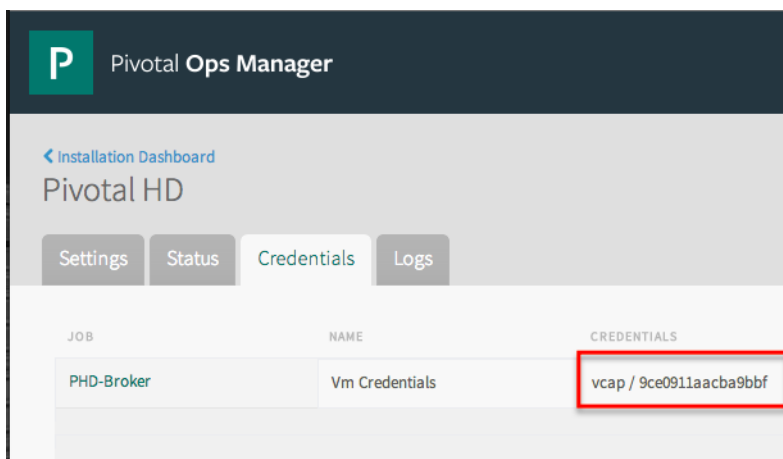 P Pivotal Ops Manager
Installation Dashboard
Pivotal HD
Settings Status Credentials Logs
JOB NAME CREDENTIALS
PHD-Broker Vm Credentials vcap / 9ce0911aacba9bbf